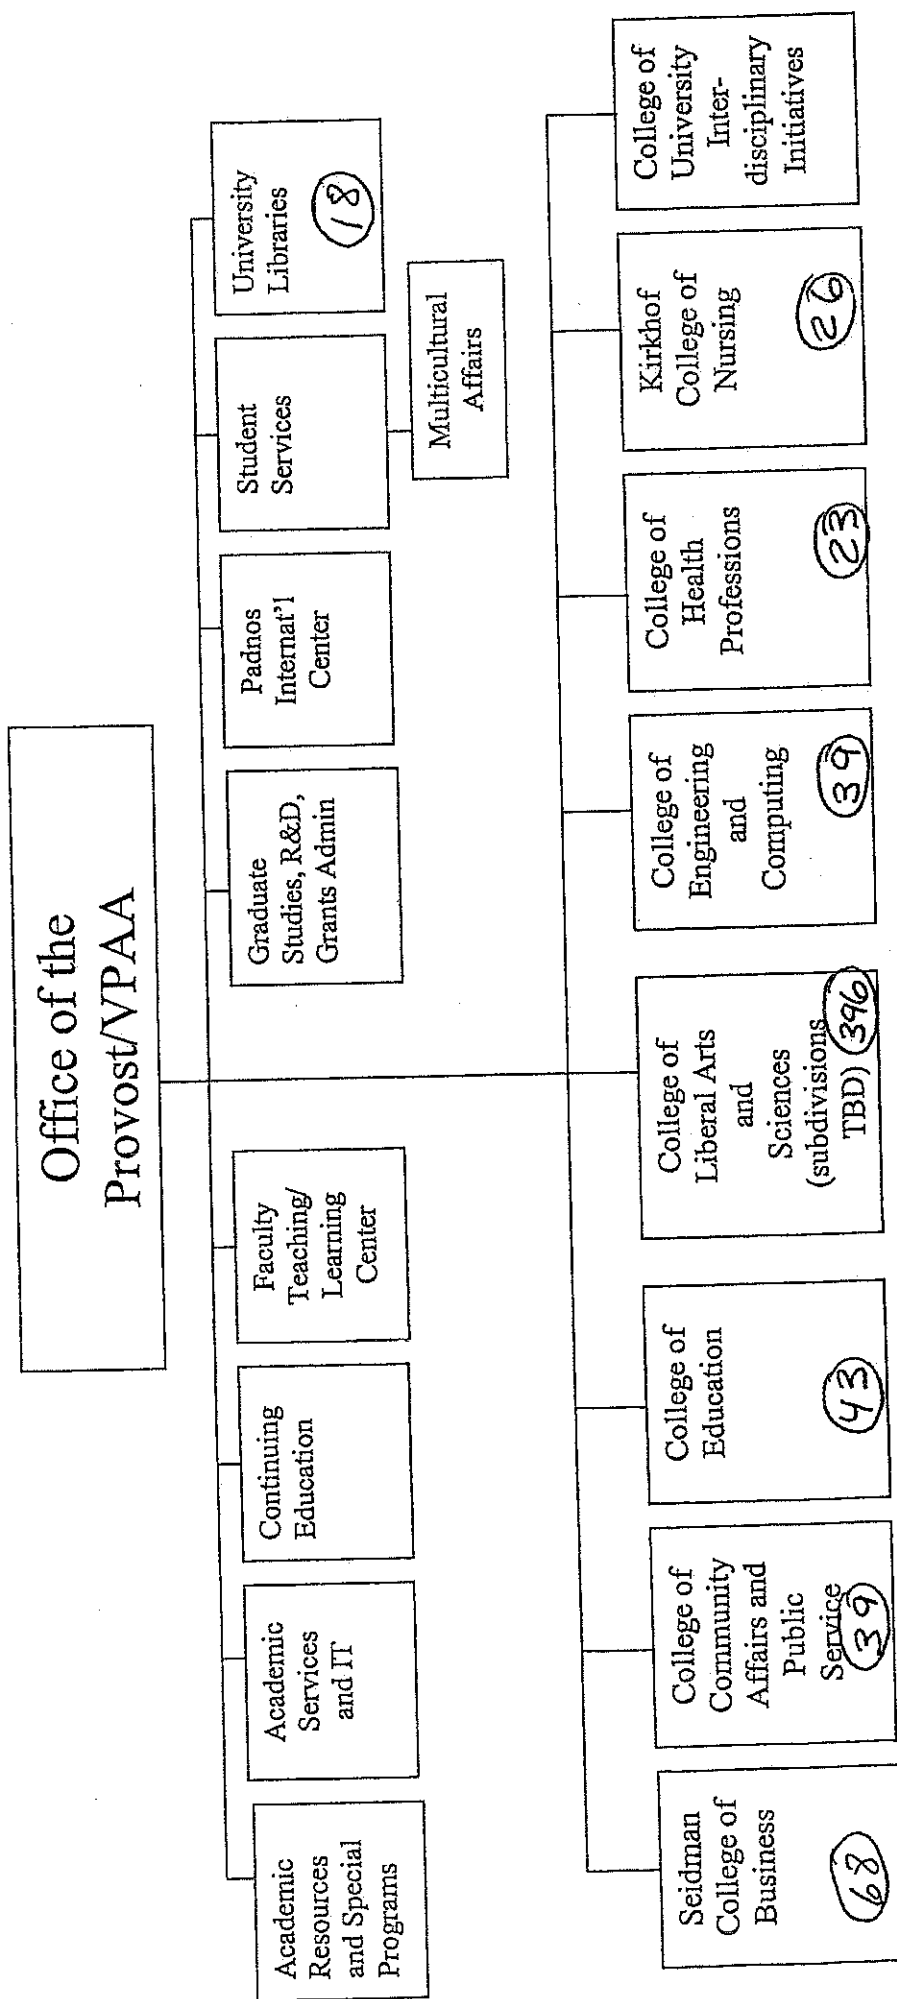 Office of the
Provost/VPAA
Academic
Resources
and Special
Programs
Academic
Services
and IT
Continuing
Education
Faculty
Teaching/
Learning
Center
Graduate
Studies, R&D,
Grants Admin
Padnos
Internat'l
Center
Student
Services
University
Libraries
18
Multicultural
Affairs
Seidman
College of
Business
68
College of
Community
Affairs and
Public
Service
39
College of
Education
43
College of
Liberal Arts
and
Sciences
(subdivisions
TBD) 396
College of
Engineering
and
Computing
39
College of
Health
Professions
23
Kirkhof
College of
Nursing
26
College of
University
Inter-
disciplinary
Initiatives